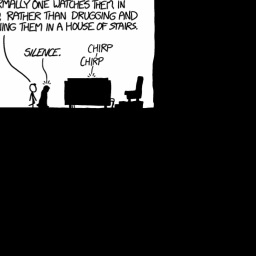 ONE WATCHES THEM IN
RATHER THAN DRUGGING AND
THEM IN A HOUSE OF STAIRS.
SILENCE.
CHIRP
CHIRP